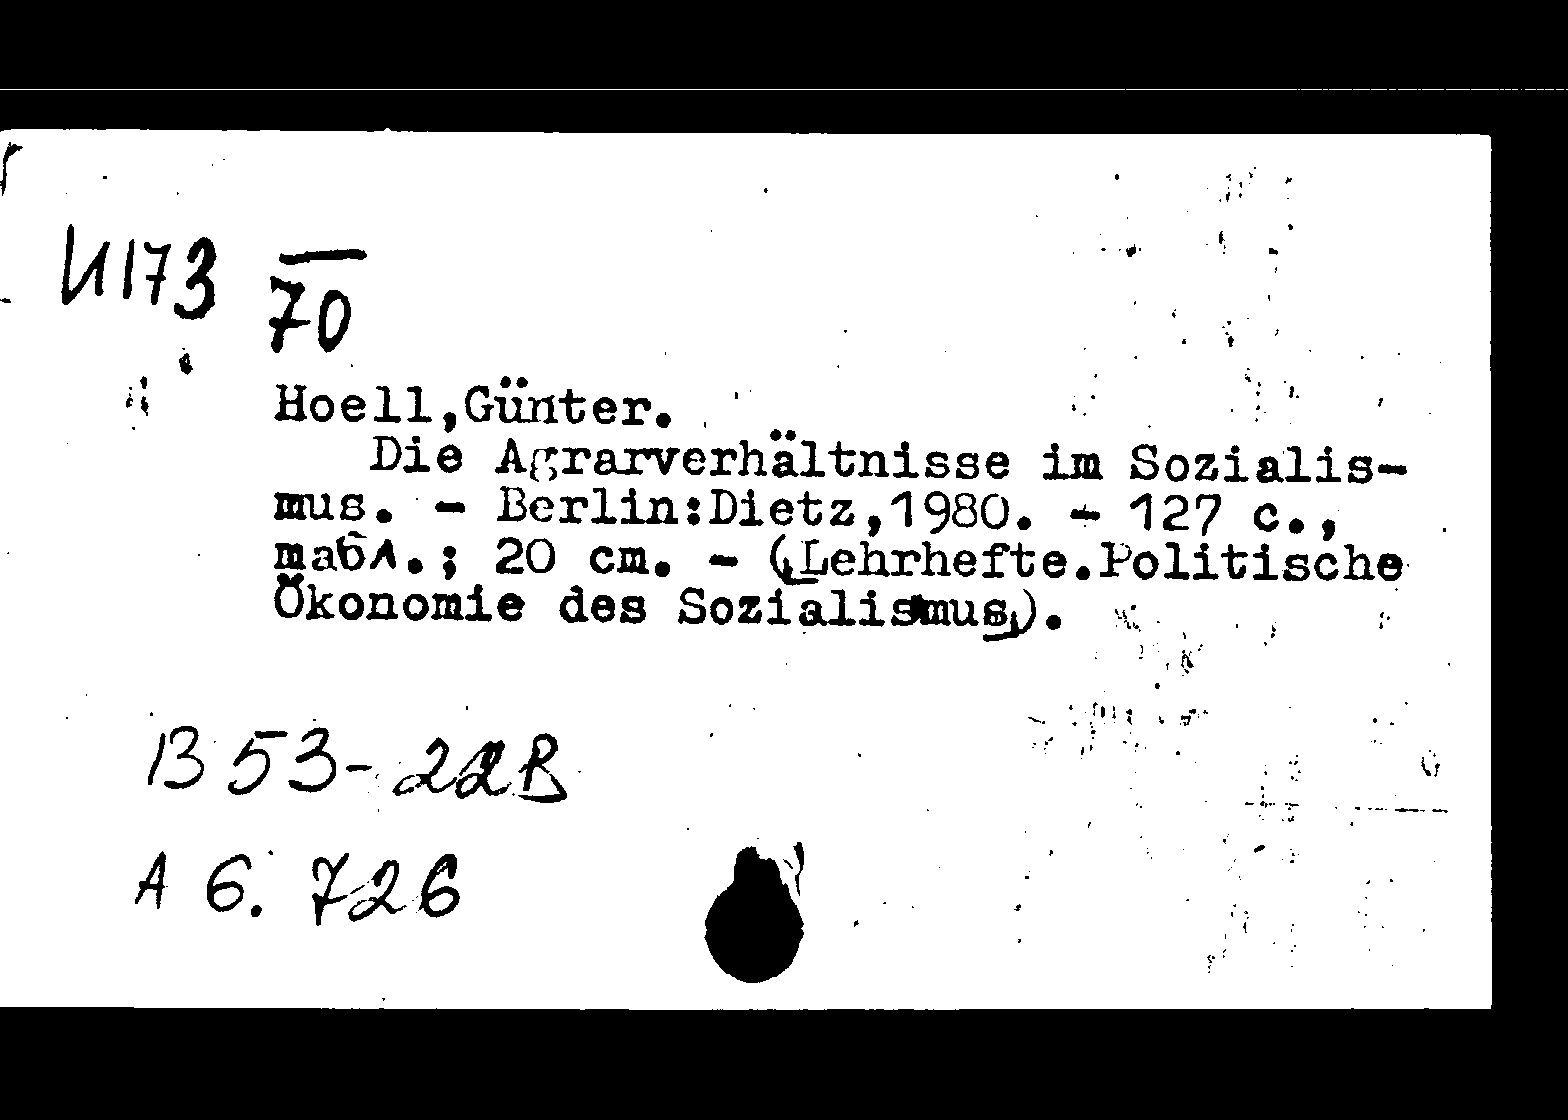 И173 70
Hoell,Günter.
Die Agrarverhältnisse im Sozialis-
mus. - Berlin:Dietz,1980. - 127 с.,
табл.; 20 cm. - (Lehrhefte.Politische
Ökonomie des Sozialismus).
B 53-22B
A 6. 726